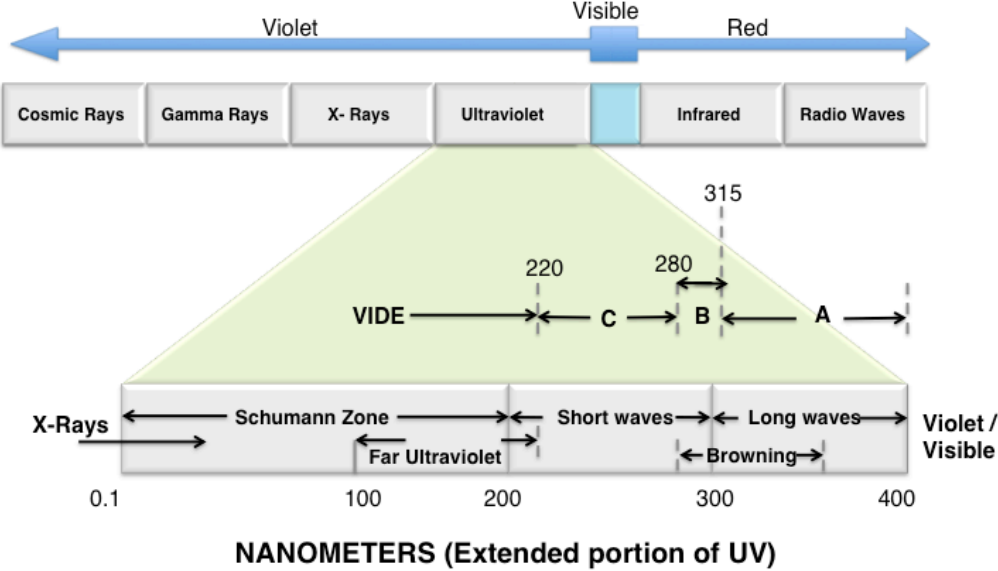 Visible
Violet
Red
Cosmic Rays
Gamma Rays
X- Rays
Ultraviolet
Infrared
Radio Waves
315
220
280
VIDE
C
B
A
X-Rays
Schumann Zone
Short waves
Long waves
Violet /
Visible
Far Ultraviolet
Browning
0.1
100
200
300
400
NANOMETERS (Extended portion of UV)